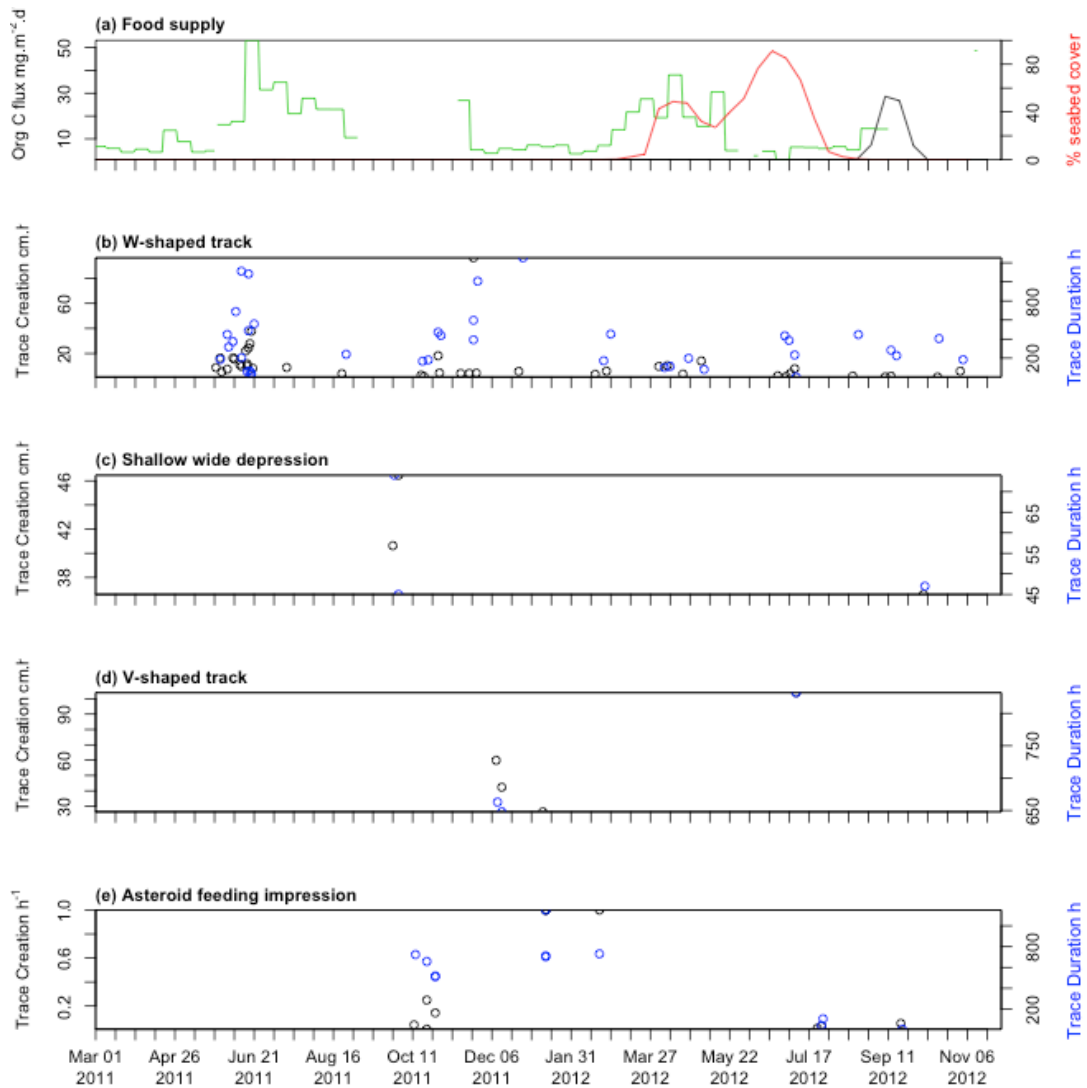 (a) Food supply
Org C flux mg.m⁻².d
50
30
10
80
40
0
% seabed cover
(b) W-shaped track
Trace Creation cm.h
60
20
800
200
Trace Duration h
(c) Shallow wide depression
Trace Creation cm.h
46
42
38
65
55
45
Trace Duration h
(d) V-shaped track
Trace Creation cm.h
90
60
30
750
650
Trace Duration h
(e) Asteroid feeding impression
Trace Creation h⁻¹
1.0
0.6
0.2
800
200
Trace Duration h
Mar 01 Apr 26 Jun 21 Aug 16 Oct 11 Dec 06 Jan 31 Mar 27 May 22 Jul 17 Sep 11 Nov 06
2011 2011 2011 2011 2011 2011 2012 2012 2012 2012 2012 2012